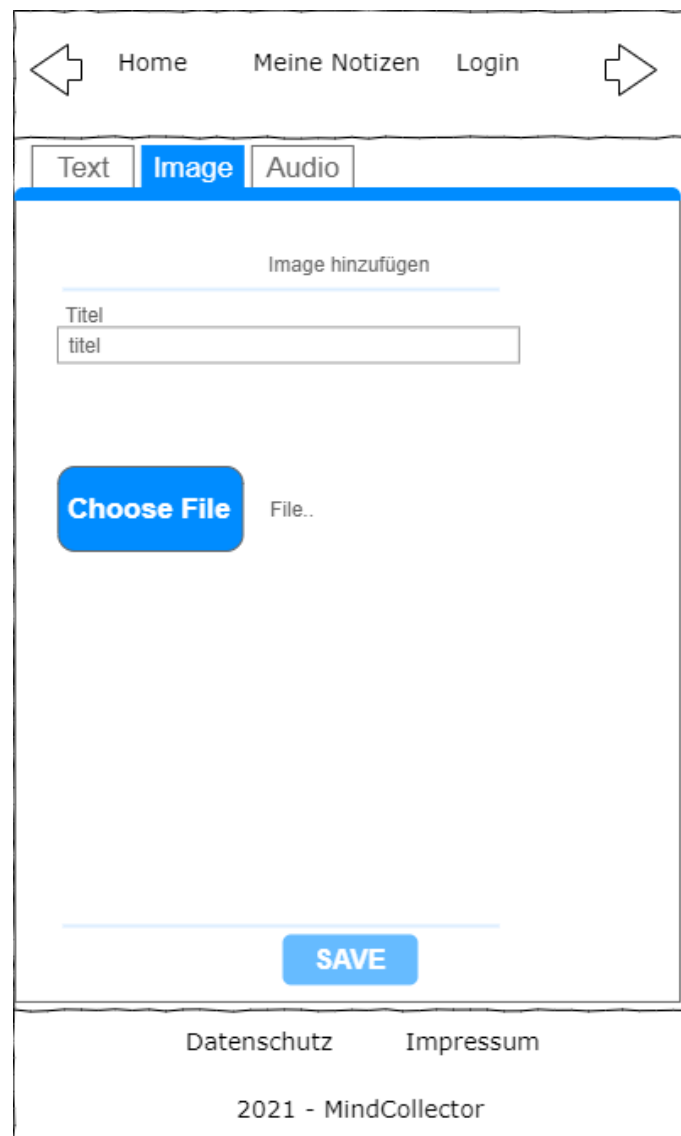 Home Meine Notizen Login
Text Image Audio
Image hinzufügen
Titel
titel
Choose File File..
SAVE
Datenschutz Impressum
2021 - MindCollector